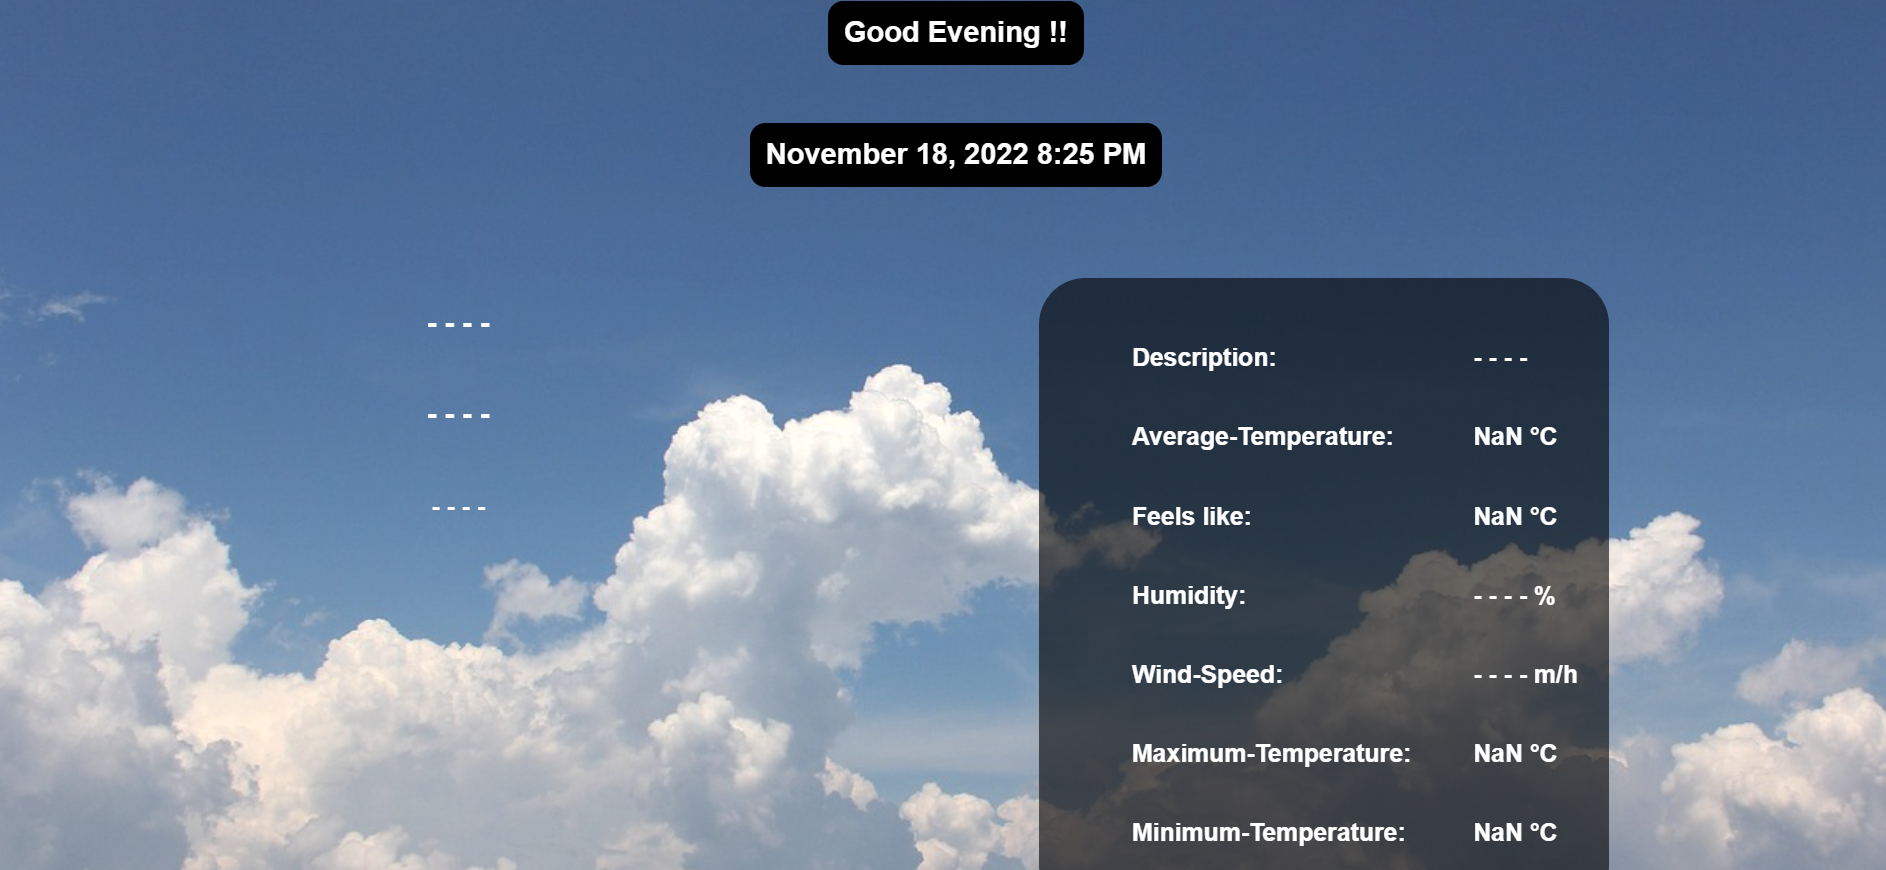 Good Evening !!
November 18, 2022 8:25 PM
- - - -
- - - -
- - - -
Description: - - - -
Average-Temperature: NaN °C
Feels like: NaN °C
Humidity: - - - - %
Wind-Speed: - - - - m/h
Maximum-Temperature: NaN °C
Minimum-Temperature: NaN °C